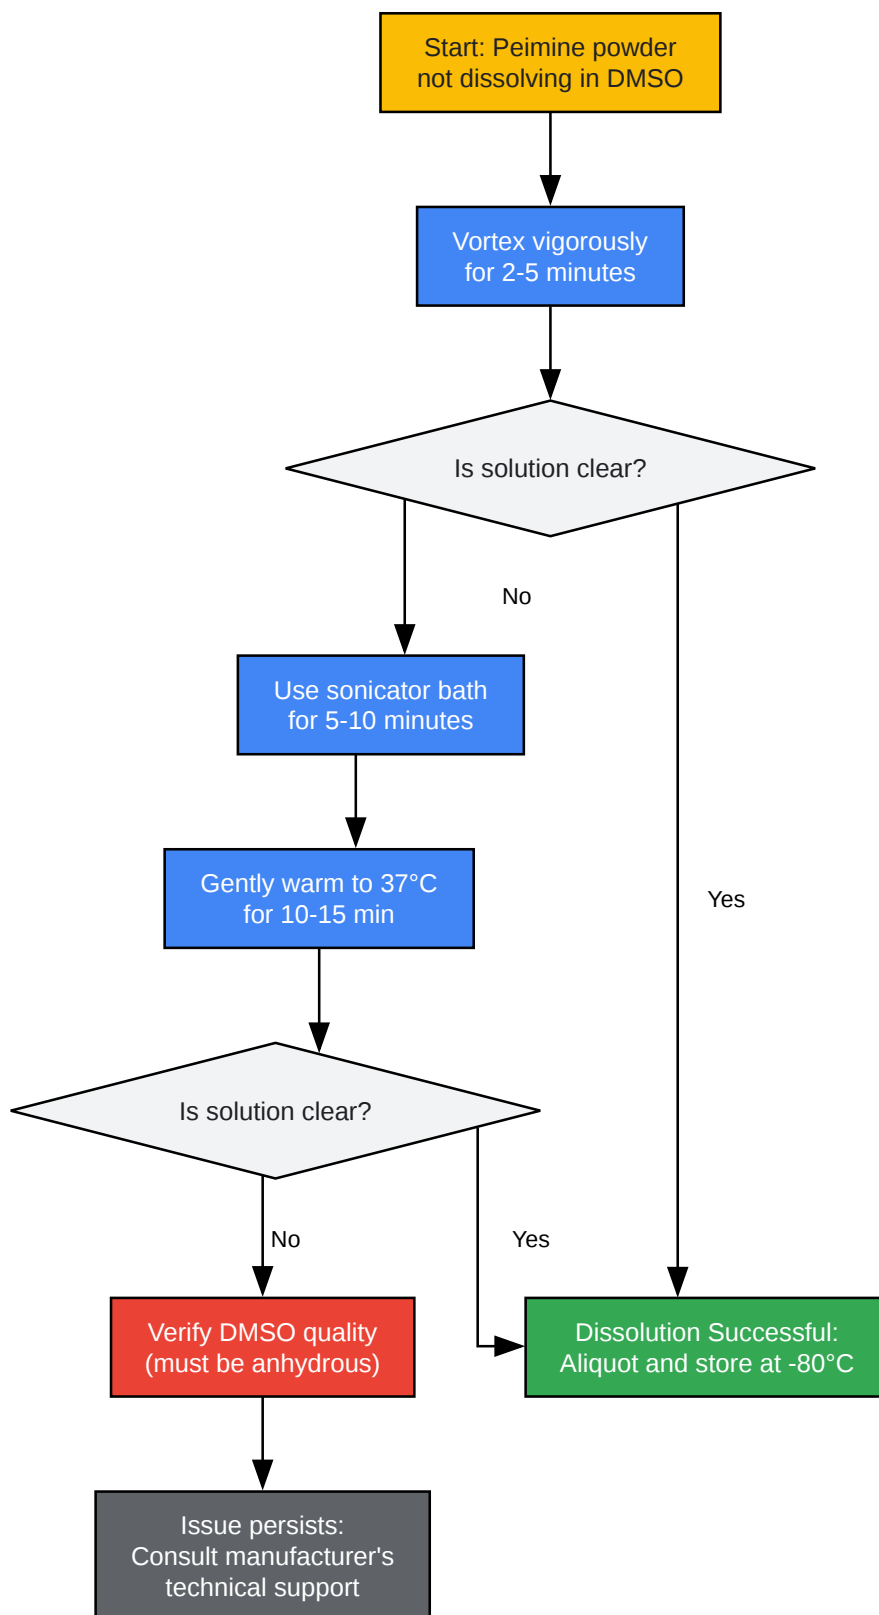 Start: Peimine powder
not dissolving in DMSO
Vortex vigorously
for 2-5 minutes
Is solution clear?
No
Use sonicator bath
for 5-10 minutes
Gently warm to 37°C
for 10-15 min
Yes
Is solution clear?
No
Yes
Verify DMSO quality
(must be anhydrous)
Dissolution Successful:
Aliquot and store at -80°C
Issue persists:
Consult manufacturer's
technical support